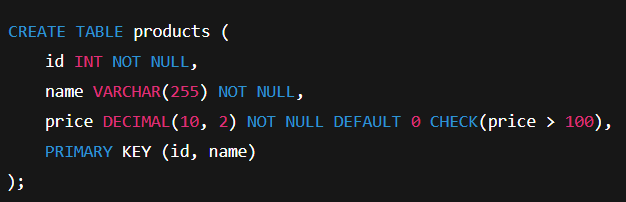 CREATE TABLE products (
    id INT NOT NULL,
    name VARCHAR(255) NOT NULL,
    price DECIMAL(10, 2) NOT NULL DEFAULT 0 CHECK(price > 100),
    PRIMARY KEY (id, name)
);